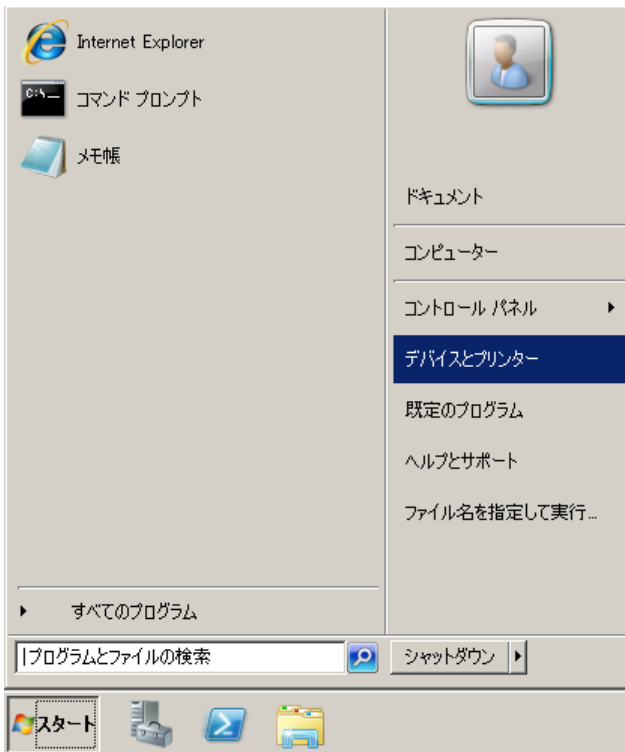 Internet Explorer
コマンド プロンプト
メモ帳
ドキュメント
コンピューター
コントロール パネル
デバイスとプリンター
既定のプログラム
ヘルプとサポート
ファイル名を指定して実行...
すべてのプログラム
プログラムとファイルの検索
シャットダウン
スタート